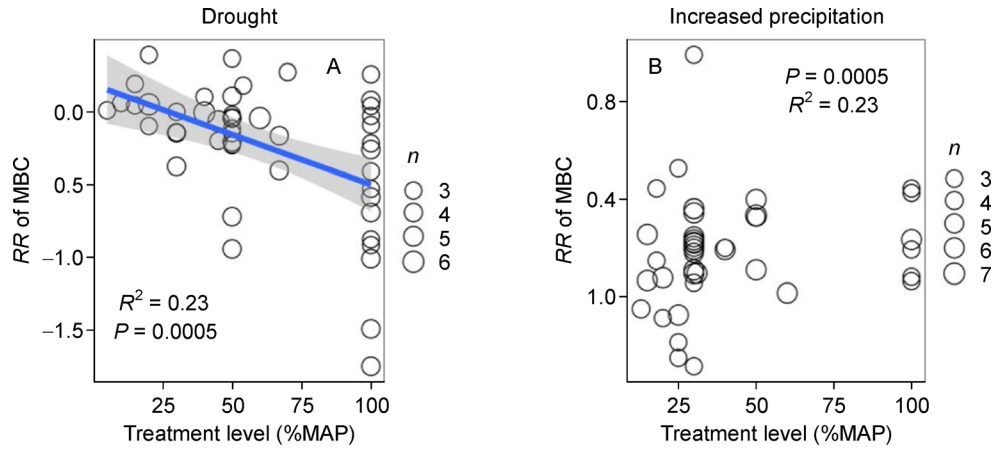 Drought
A
0.0
0.5
−1.0
−1.5
RR of MBC
R² = 0.23
P = 0.0005
25
50
75
100
Treatment level (%MAP)
n
3
4
5
6
Increased precipitation
B
P = 0.0005
R² = 0.23
0.8
0.4
1.0
RR of MBC
25
50
75
100
Treatment level (%MAP)
n
3
4
5
6
7